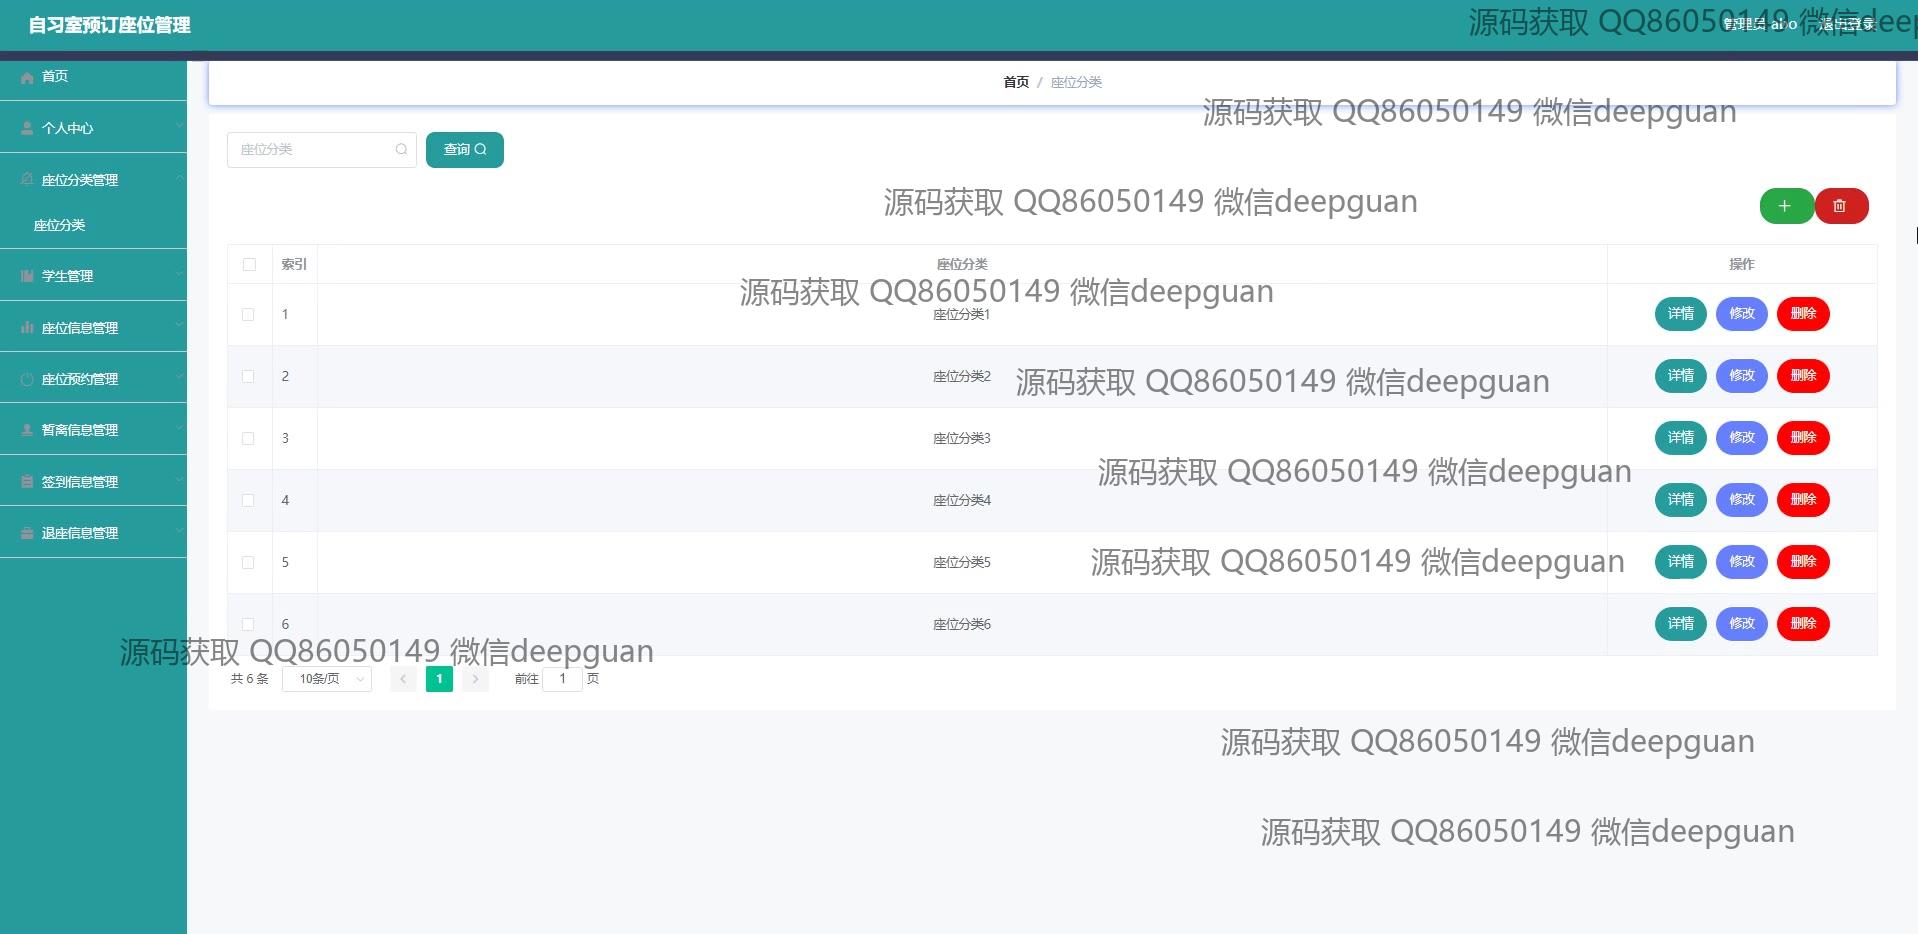 自习室预订座位管理
管理员 abo 退出登录
源码获取 QQ86050149 微信deep
首页
个人中心
座位分类管理
座位分类
学生管理
座位信息管理
座位预约管理
暂离信息管理
签到信息管理
退座信息管理
首页 / 座位分类
源码获取 QQ86050149 微信deepguan
座位分类 查询
源码获取 QQ86050149 微信deepguan
索引 座位分类 操作
源码获取 QQ86050149 微信deepguan
1 座位分类1 详情 修改 删除
2 座位分类2 详情 修改 删除
源码获取 QQ86050149 微信deepguan
3 座位分类3 详情 修改 删除
源码获取 QQ86050149 微信deepguan
4 座位分类4 详情 修改 删除
5 座位分类5 详情 修改 删除
源码获取 QQ86050149 微信deepguan
6 座位分类6 详情 修改 删除
源码获取 QQ86050149 微信deepguan
共 6 条 10条/页 1 前往 1 页
源码获取 QQ86050149 微信deepguan
源码获取 QQ86050149 微信deepguan